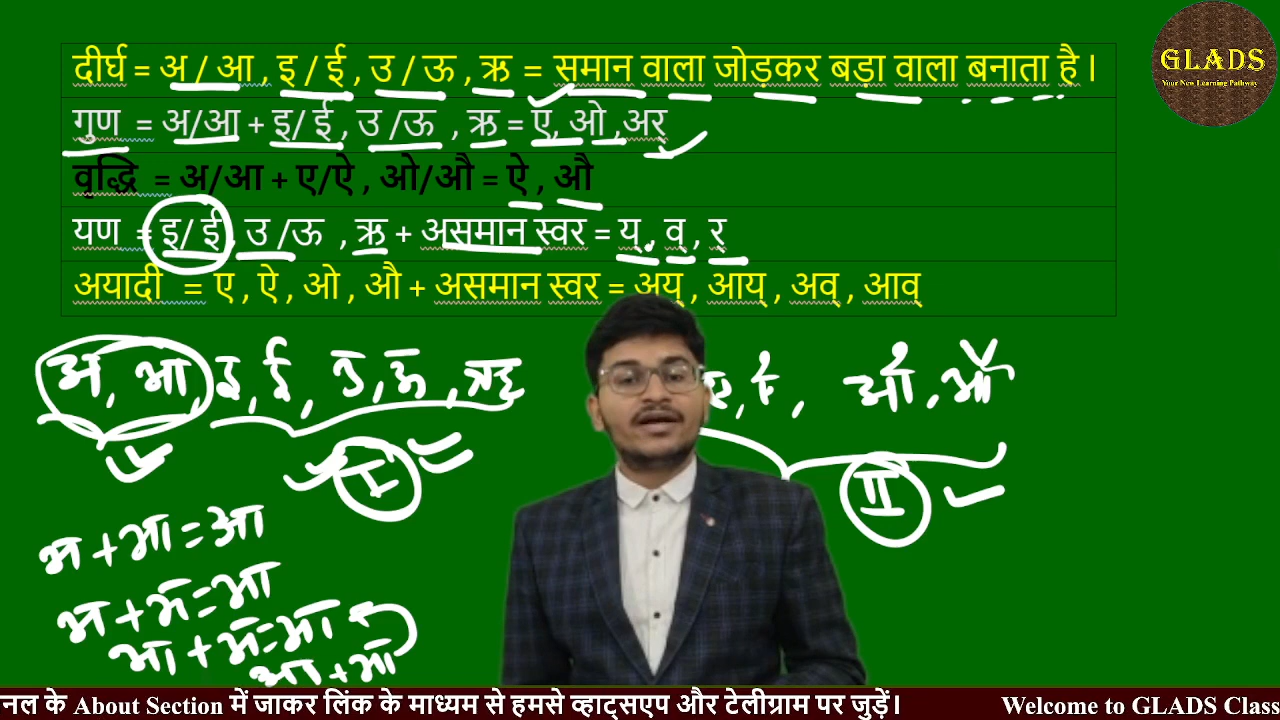 GLADS
Your New Learning Pathway
दीर्घ = अ / आ , इ / ई , उ / ऊ , ऋ = समान वाला जोड़कर बड़ा वाला बनाता है ।
गुण = अ/आ + इ/ ई , उ /ऊ , ऋ = ए, ओ ,अर्
वृद्धि = अ/आ + ए/ऐ , ओ/औ = ऐ , औ
यण = इ/ ई , उ /ऊ , ऋ + असमान स्वर = य् , व् , र्
अयादी = ए , ऐ , ओ , औ + असमान स्वर = अय् , आय् , अव् , आव्
अ, आ, इ, ई, उ, ऊ, ऋ ए, ऐ, ओ, औ
I II
अ + आ = आ
अ + अ = आ
आ + अ = आ
आ + आ
नल के About Section में जाकर लिंक के माध्यम से हमसे व्हाट्सएप और टेलीग्राम पर जुड़ें। Welcome to GLADS Class